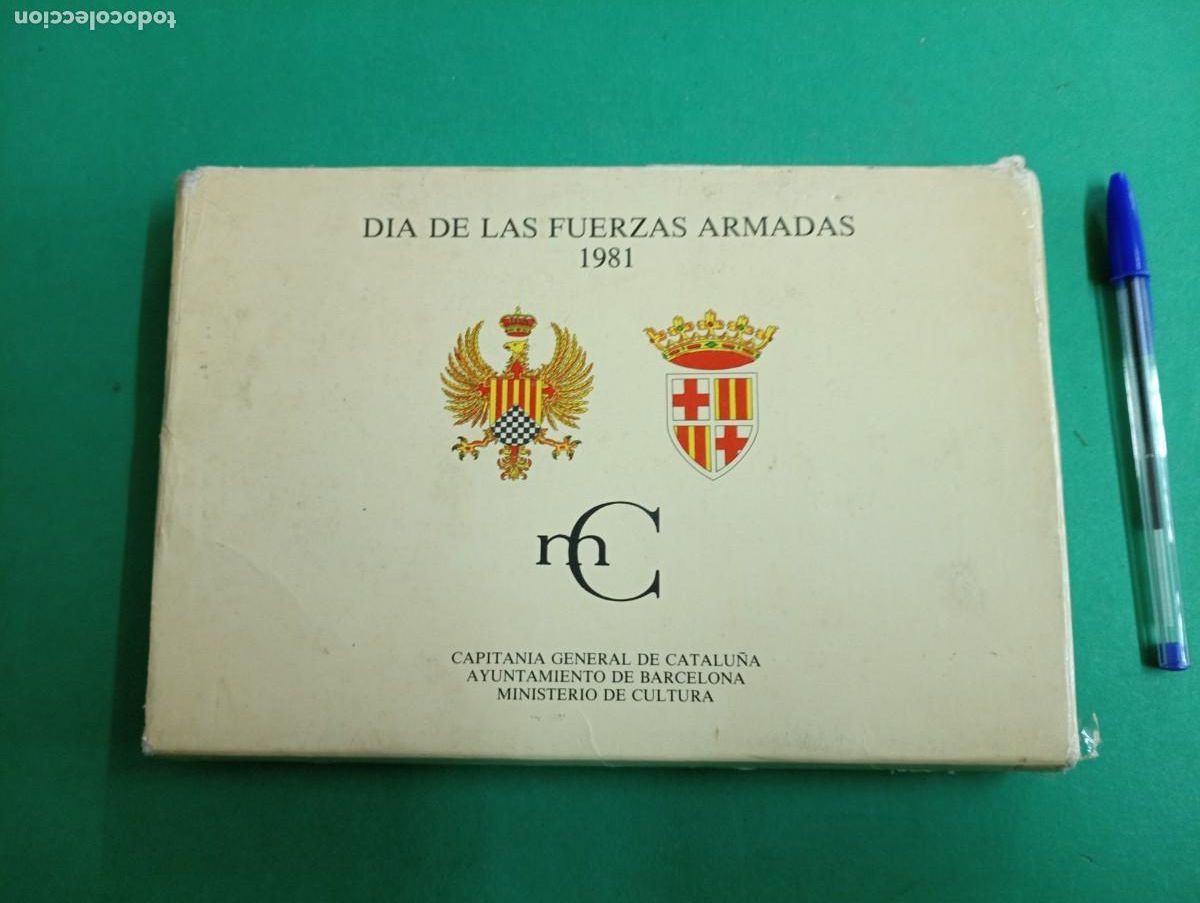 todocoleccion
DIA DE LAS FUERZAS ARMADAS
1981
mC
CAPITANIA GENERAL DE CATALUÑA
AYUNTAMIENTO DE BARCELONA
MINISTERIO DE CULTURA